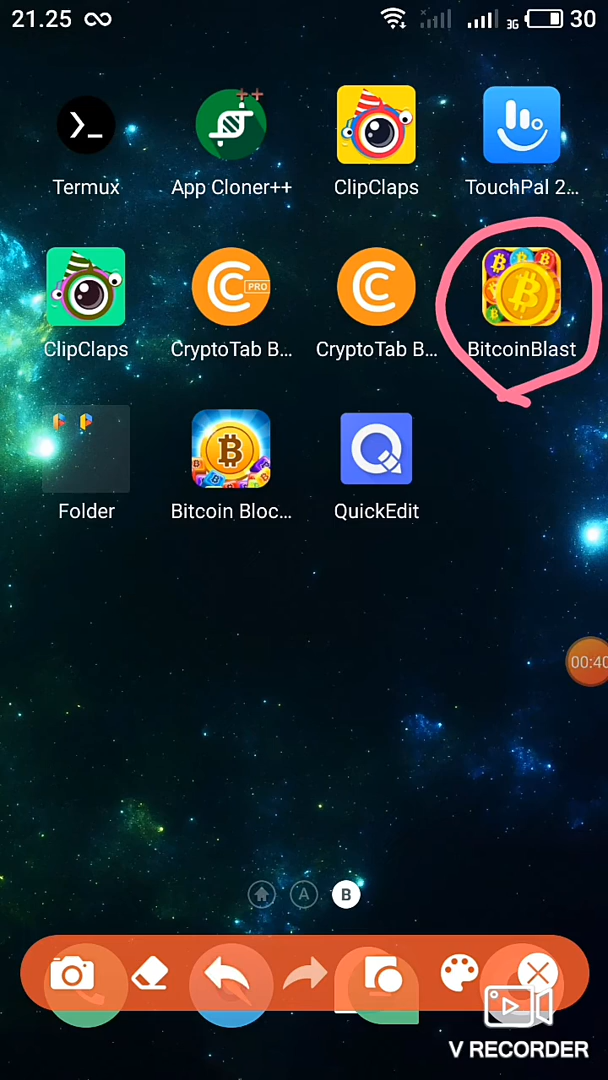 21.25
3G 30
Termux
App Cloner++
ClipClaps
TouchPal 2...
ClipClaps
PRO
CryptoTab B...
CryptoTab B...
BitcoinBlast
Folder
Bitcoin Bloc...
QuickEdit
00:40
A
B
V RECORDER